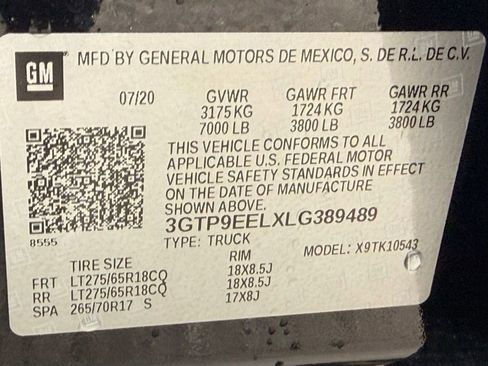 GM MFD BY GENERAL MOTORS DE MEXICO, S. DE R.L. DE C.V.
07/20 GVWR GAWR FRT GAWR RR
3175 KG 1724 KG 1724 KG
7000 LB 3800 LB 3800 LB
THIS VEHICLE CONFORMS TO ALL
APPLICABLE U.S. FEDERAL MOTOR
VEHICLE SAFETY STANDARDS IN EFFECT
ON THE DATE OF MANUFACTURE
SHOWN ABOVE.
3GTP9EELXLG389489
8555 TYPE: TRUCK MODEL: X9TK10543
TIRE SIZE RIM
FRT LT275/65R18CQ 18X8.5J
RR LT275/65R18CQ 18X8.5J
SPA 265/70R17 S 17X8J